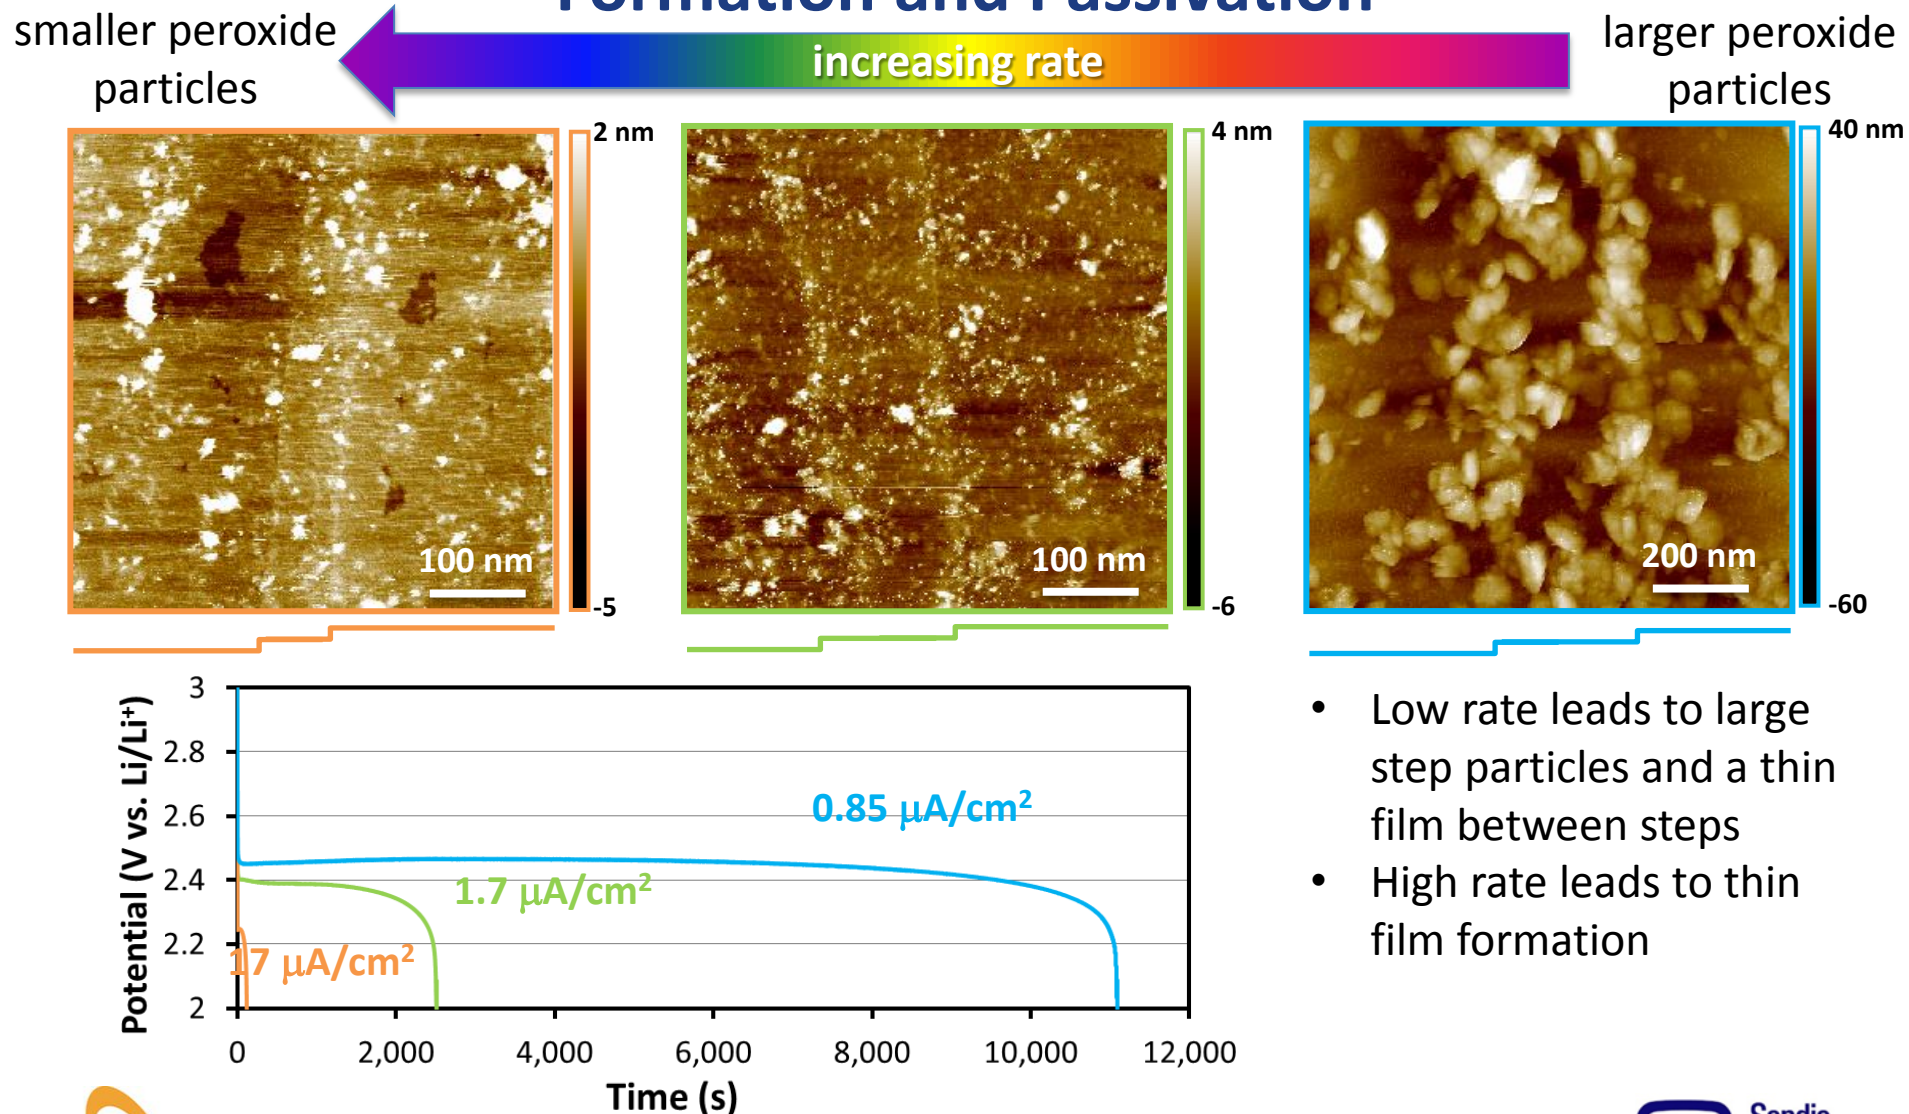 Formation and Passivation
smaller peroxide
particles
increasing rate
larger peroxide
particles
2 nm
-5
100 nm
4 nm
-6
100 nm
40 nm
-60
200 nm
Potential (V vs. Li/Li⁺)
3
2.8
2.6
2.4
2.2
2
0.85 μA/cm²
1.7 μA/cm²
17 μA/cm²
0
2,000
4,000
6,000
8,000
10,000
12,000
Time (s)
• Low rate leads to large
step particles and a thin
film between steps
• High rate leads to thin
film formation
Sandia